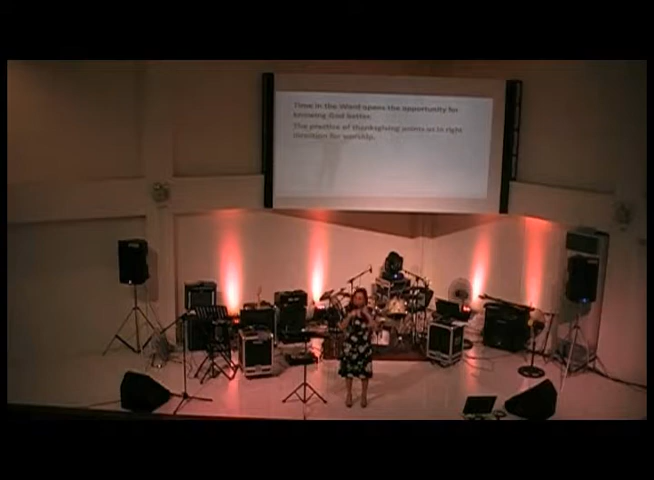 Time in the Word opens the opportunity for
knowing God better.
The practice of thanksgiving points us in right
directions for worship.